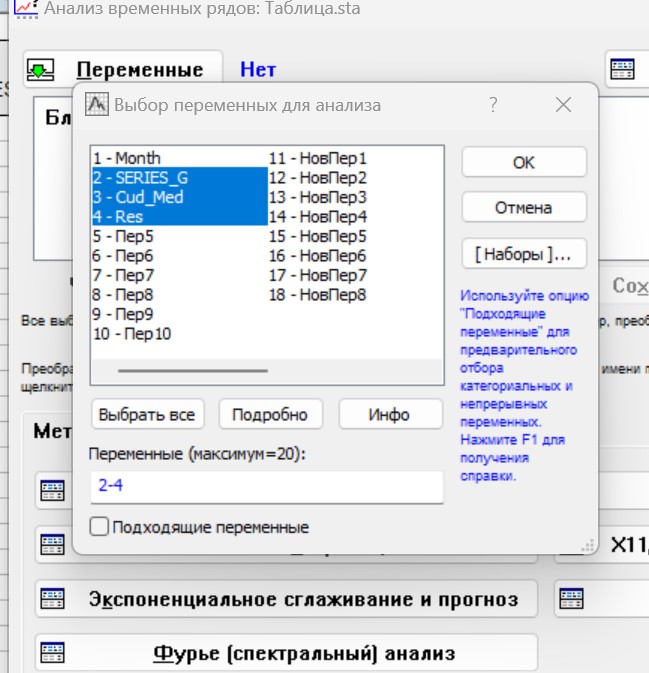 Анализ временных рядов: Таблица.sta
Переменные Нет
Бл
Выбор переменных для анализа ?
1 - Month
2 - SERIES_G
3 - Cud_Med
4 - Res
5 - Пер5
6 - Пер6
7 - Пер7
8 - Пер8
9 - Пер9
10 - Пер10
11 - НовПер1
12 - НовПер2
13 - НовПер3
14 - НовПер4
15 - НовПер5
16 - НовПер6
17 - НовПер7
18 - НовПер8
ОК
Отмена
[ Наборы ]...
Используйте опцию
"Подходящие
переменные" для
предварительного
отбора
категориальных и
непрерывных
переменных.
Нажмите F1 для
получения
справки.
Выбрать все Подробно Инфо
Переменные (максимум=20):
2-4
Подходящие переменные
Сох
Все выб
р, преоб
Преобра
имени п
щелкнит
Мет
X11
Экспоненциальное сглаживание и прогноз
Фурье (спектральный) анализ